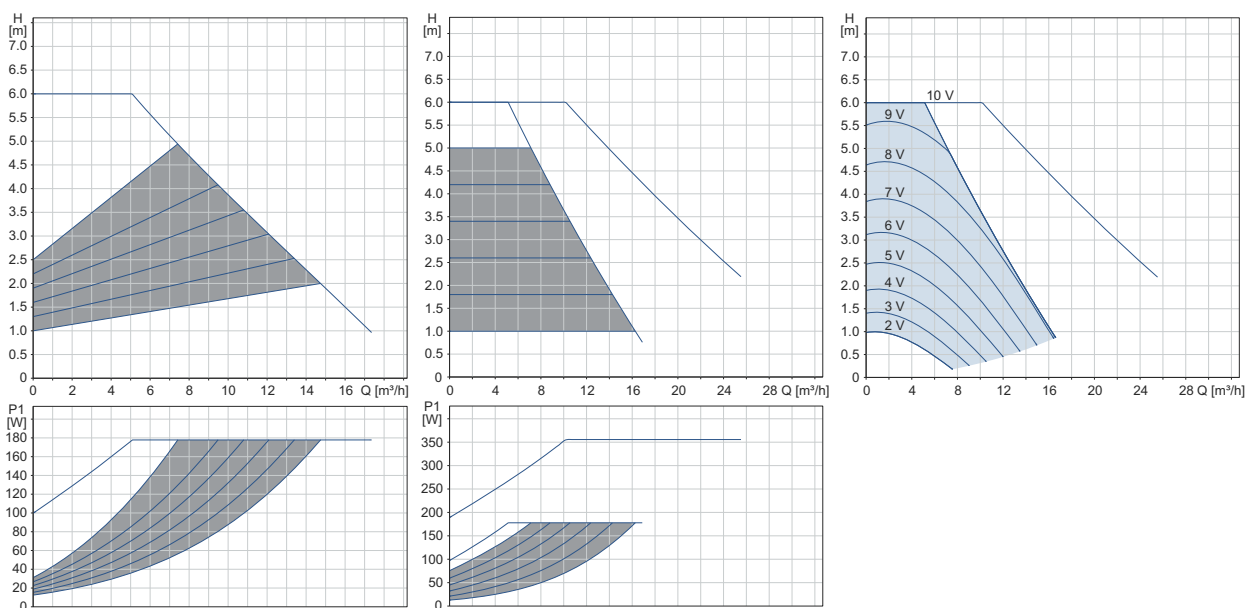 H
[m]
7.0
6.5
6.0
5.5
5.0
4.5
4.0
3.5
3.0
2.5
2.0
1.5
1.0
0.5
0
0 2 4 6 8 10 12 14 16 Q [m³/h]
H
[m]
7.0
6.5
6.0
5.5
5.0
4.5
4.0
3.5
3.0
2.5
2.0
1.5
1.0
0.5
0
0 4 8 12 16 20 24 28 Q [m³/h]
H
[m]
7.0
6.5
6.0
5.5
5.0
4.5
4.0
3.5
3.0
2.5
2.0
1.5
1.0
0.5
0
10 V
9 V
8 V
7 V
6 V
5 V
4 V
3 V
2 V
0 4 8 12 16 20 24 28 Q [m³/h]
P1
[W]
180
160
140
120
100
80
60
40
20
0
P1
[W]
350
300
250
200
150
100
50
0